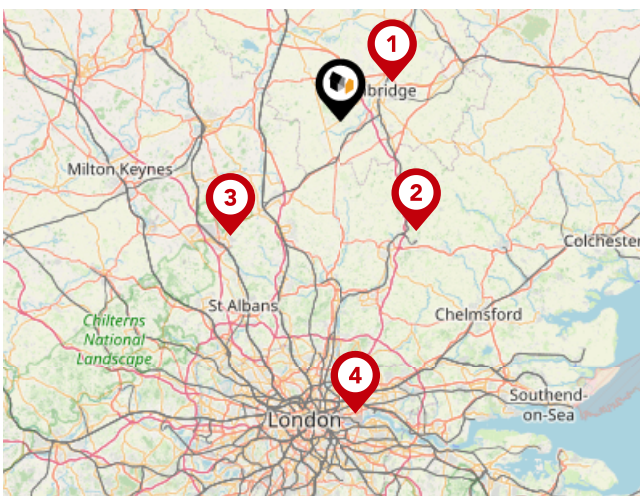 1
bridge
Milton Keynes
3
2
Colchester
St Albans
Chelmsford
Chilterns
National
Landscape
4
Southend-
on-Sea
London